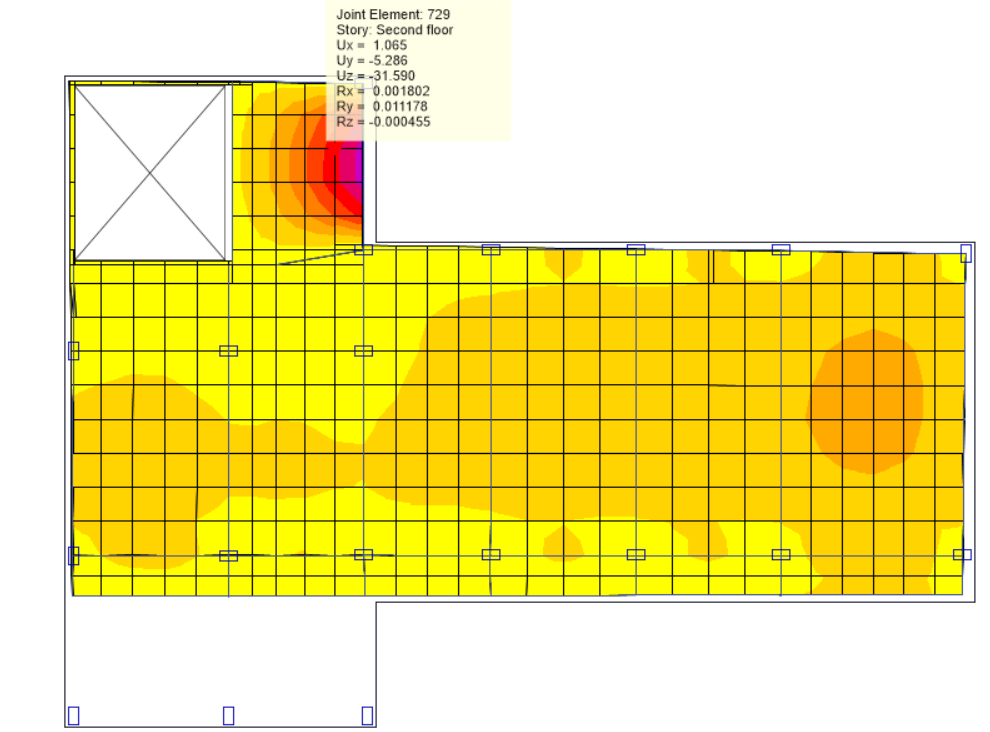 Joint Element: 729
Story: Second floor
Ux = 1.065
Uy = -5.286
Uz = -31.590
Rx = 0.001802
Ry = 0.011178
Rz = -0.000455